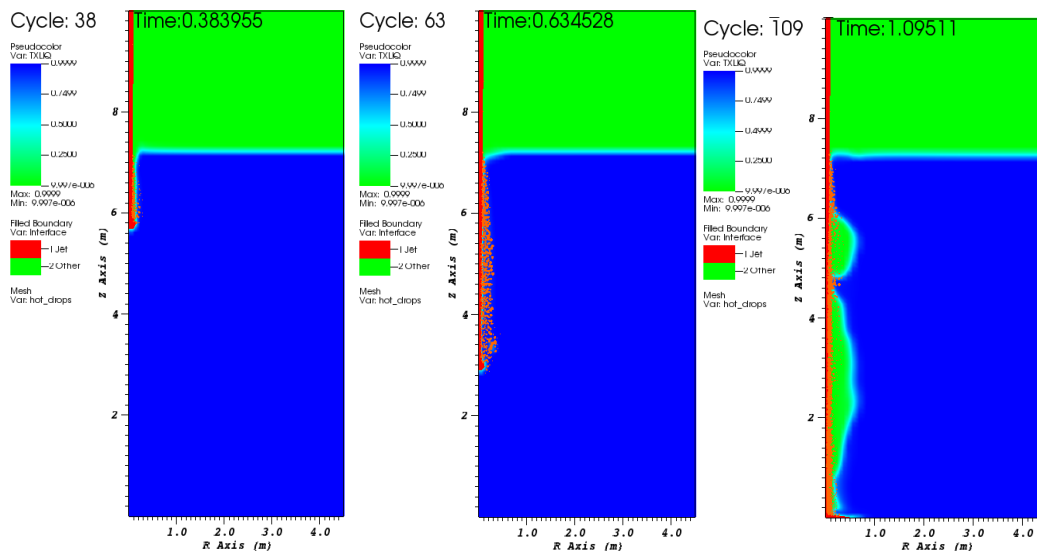 Cycle: 38
Time:0.383955
Pseudocolor
Var: TXLIQ
0.9999
0.7499
0.5000
0.2500
9.997e-006
Max: 0.9999
Min: 9.997e-006
Filled Boundary
Var: Interface
1 Jet
2 Other
Mesh
Var: hot_drops
Z Axis (m)
8
6
4
2
1.0 2.0 3.0 4.0
R Axis (m)
Cycle: 63
Time:0.634528
Pseudocolor
Var: TXLIQ
0.9999
0.7499
0.5000
0.2500
9.997e-006
Max: 0.9999
Min: 9.997e-006
Filled Boundary
Var: Interface
1 Jet
2 Other
Mesh
Var: hot_drops
Z Axis (m)
8
6
4
2
1.0 2.0 3.0 4.0
R Axis (m)
Cycle: 109
Time:1.09511
Pseudocolor
Var: TXLIQ
0.9999
0.7499
0.4999
0.2500
9.997e-006
Max: 0.9999
Min: 9.997e-006
Filled Boundary
Var: Interface
1 Jet
2 Other
Mesh
Var: hot_drops
Z Axis (m)
8
6
4
2
1.0 2.0 3.0 4.0
R Axis (m)